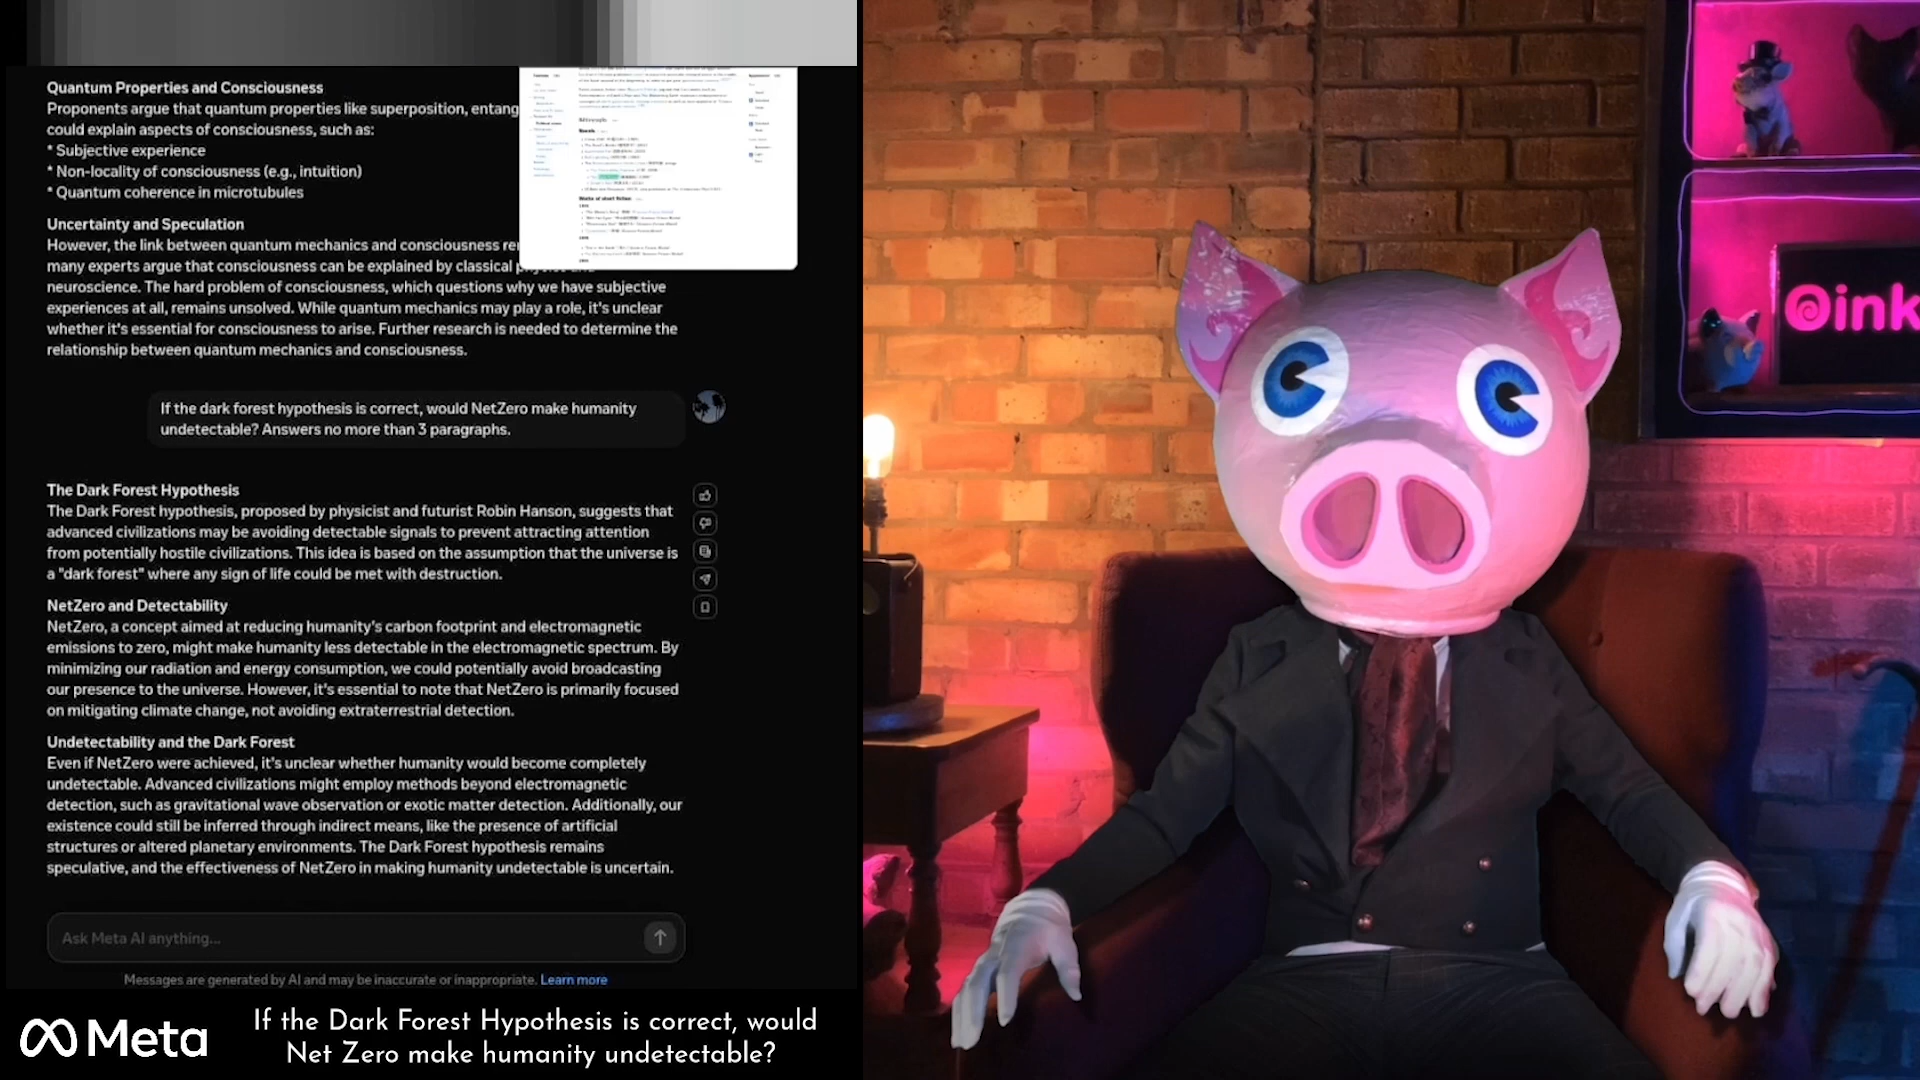 Quantum Properties and Consciousness
Proponents argue that quantum properties like superposition, entang
could explain aspects of consciousness, such as:
* Subjective experience
* Non-locality of consciousness (e.g., intuition)
* Quantum coherence in microtubules
Uncertainty and Speculation
However, the link between quantum mechanics and consciousness
many experts argue that consciousness can be explained by classical
neuroscience. The hard problem of consciousness, which questions why we have subjective
experiences at all, remains unsolved. While quantum mechanics may play a role, it's unclear
whether it's essential for consciousness to arise. Further research is needed to determine the
relationship between quantum mechanics and consciousness.
Novels
Works of short fiction
If the dark forest hypothesis is correct, would NetZero make humanity
undetectable? Answers no more than 3 paragraphs.
The Dark Forest Hypothesis
The Dark Forest hypothesis, proposed by physicist and futurist Robin Hanson, suggests that
advanced civilizations may be avoiding detectable signals to prevent attracting attention
from potentially hostile civilizations. This idea is based on the assumption that the universe is
a "dark forest" where any sign of life could be met with destruction.
NetZero and Detectability
NetZero, a concept aimed at reducing humanity's carbon footprint and electromagnetic
emissions to zero, might make humanity less detectable in the electromagnetic spectrum. By
minimizing our radiation and energy consumption, we could potentially avoid broadcasting
our presence to the universe. However, it's essential to note that NetZero is primarily focused
on mitigating climate change, not avoiding extraterrestrial detection.
Undetectability and the Dark Forest
Even if NetZero were achieved, it's unclear whether humanity would become completely
undetectable. Advanced civilizations might employ methods beyond electromagnetic
detection, such as gravitational wave observation or exotic matter detection. Additionally, our
existence could still be inferred through indirect means, like the presence of artificial
structures or altered planetary environments. The Dark Forest hypothesis remains
speculative, and the effectiveness of NetZero in making humanity undetectable is uncertain.
Ask Meta AI anything...
Messages are generated by AI and may be inaccurate or inappropriate. Learn more
Meta
If the Dark Forest Hypothesis is correct, would
Net Zero make humanity undetectable?
Oink